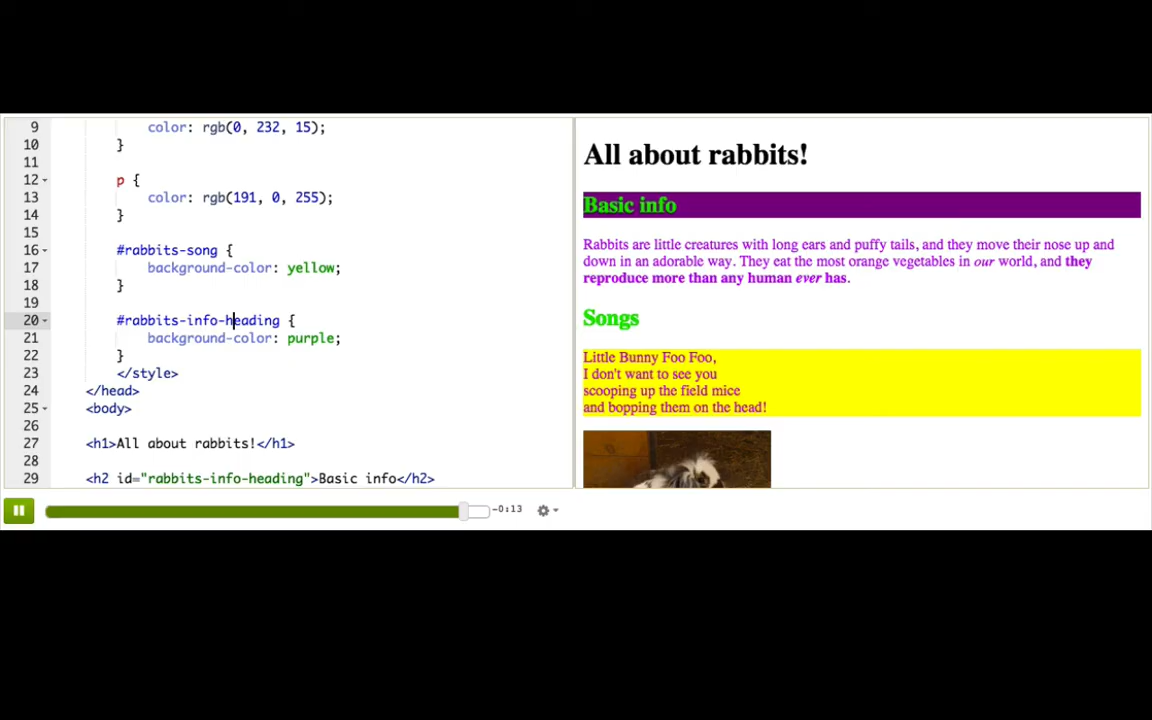 9 color: rgb(0, 232, 15);
10 }
11
12 p {
13 color: rgb(191, 0, 255);
14 }
15
16 #rabbits-song {
17 background-color: yellow;
18 }
19
20 #rabbits-info-heading {
21 background-color: purple;
22 }
23 </style>
24 </head>
25 <body>
26
27 <h1>All about rabbits!</h1>
28
29 <h2 id="rabbits-info-heading">Basic info</h2>
All about rabbits!
Basic info
Rabbits are little creatures with long ears and puffy tails, and they move their nose up and
down in an adorable way. They eat the most orange vegetables in our world, and they
reproduce more than any human ever has.
Songs
Little Bunny Foo Foo,
I don't want to see you
scooping up the field mice
and bopping them on the head!
-0:13